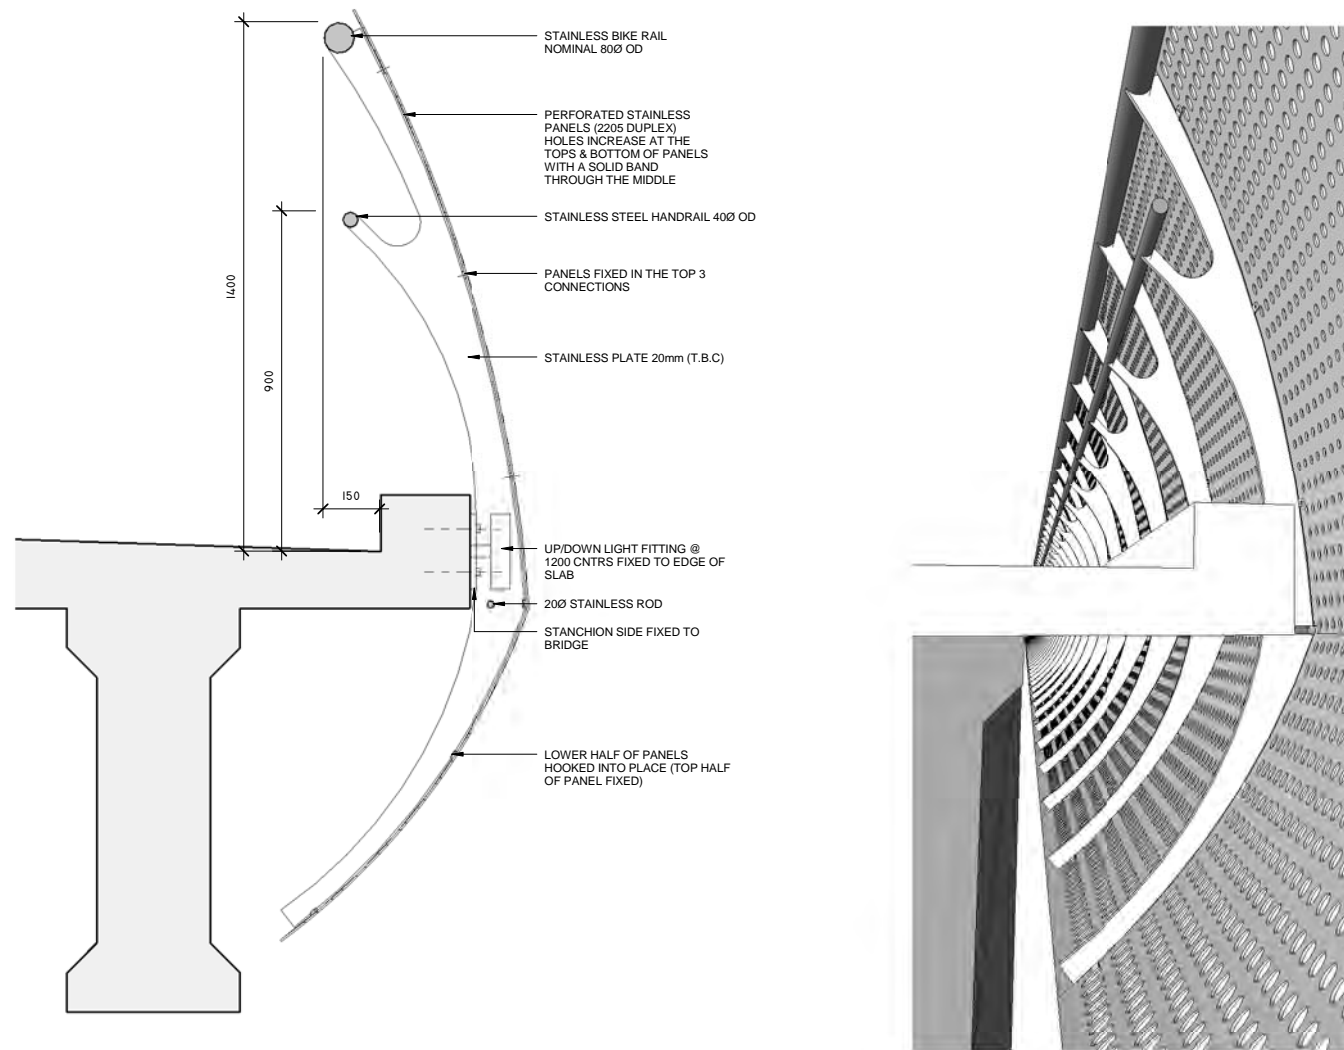 STAINLESS BIKE RAIL
NOMINAL 80Ø OD
PERFORATED STAINLESS
PANELS (2205 DUPLEX)
HOLES INCREASE AT THE
TOPS & BOTTOM OF PANELS
WITH A SOLID BAND
THROUGH THE MIDDLE
STAINLESS STEEL HANDRAIL 40Ø OD
PANELS FIXED IN THE TOP 3
CONNECTIONS
1400
STAINLESS PLATE 20mm (T.B.C)
900
150
UP/DOWN LIGHT FITTING @
1200 CNTRS FIXED TO EDGE OF
SLAB
20Ø STAINLESS ROD
STANCHION SIDE FIXED TO
BRIDGE
LOWER HALF OF PANELS
HOOKED INTO PLACE (TOP HALF
OF PANEL FIXED)